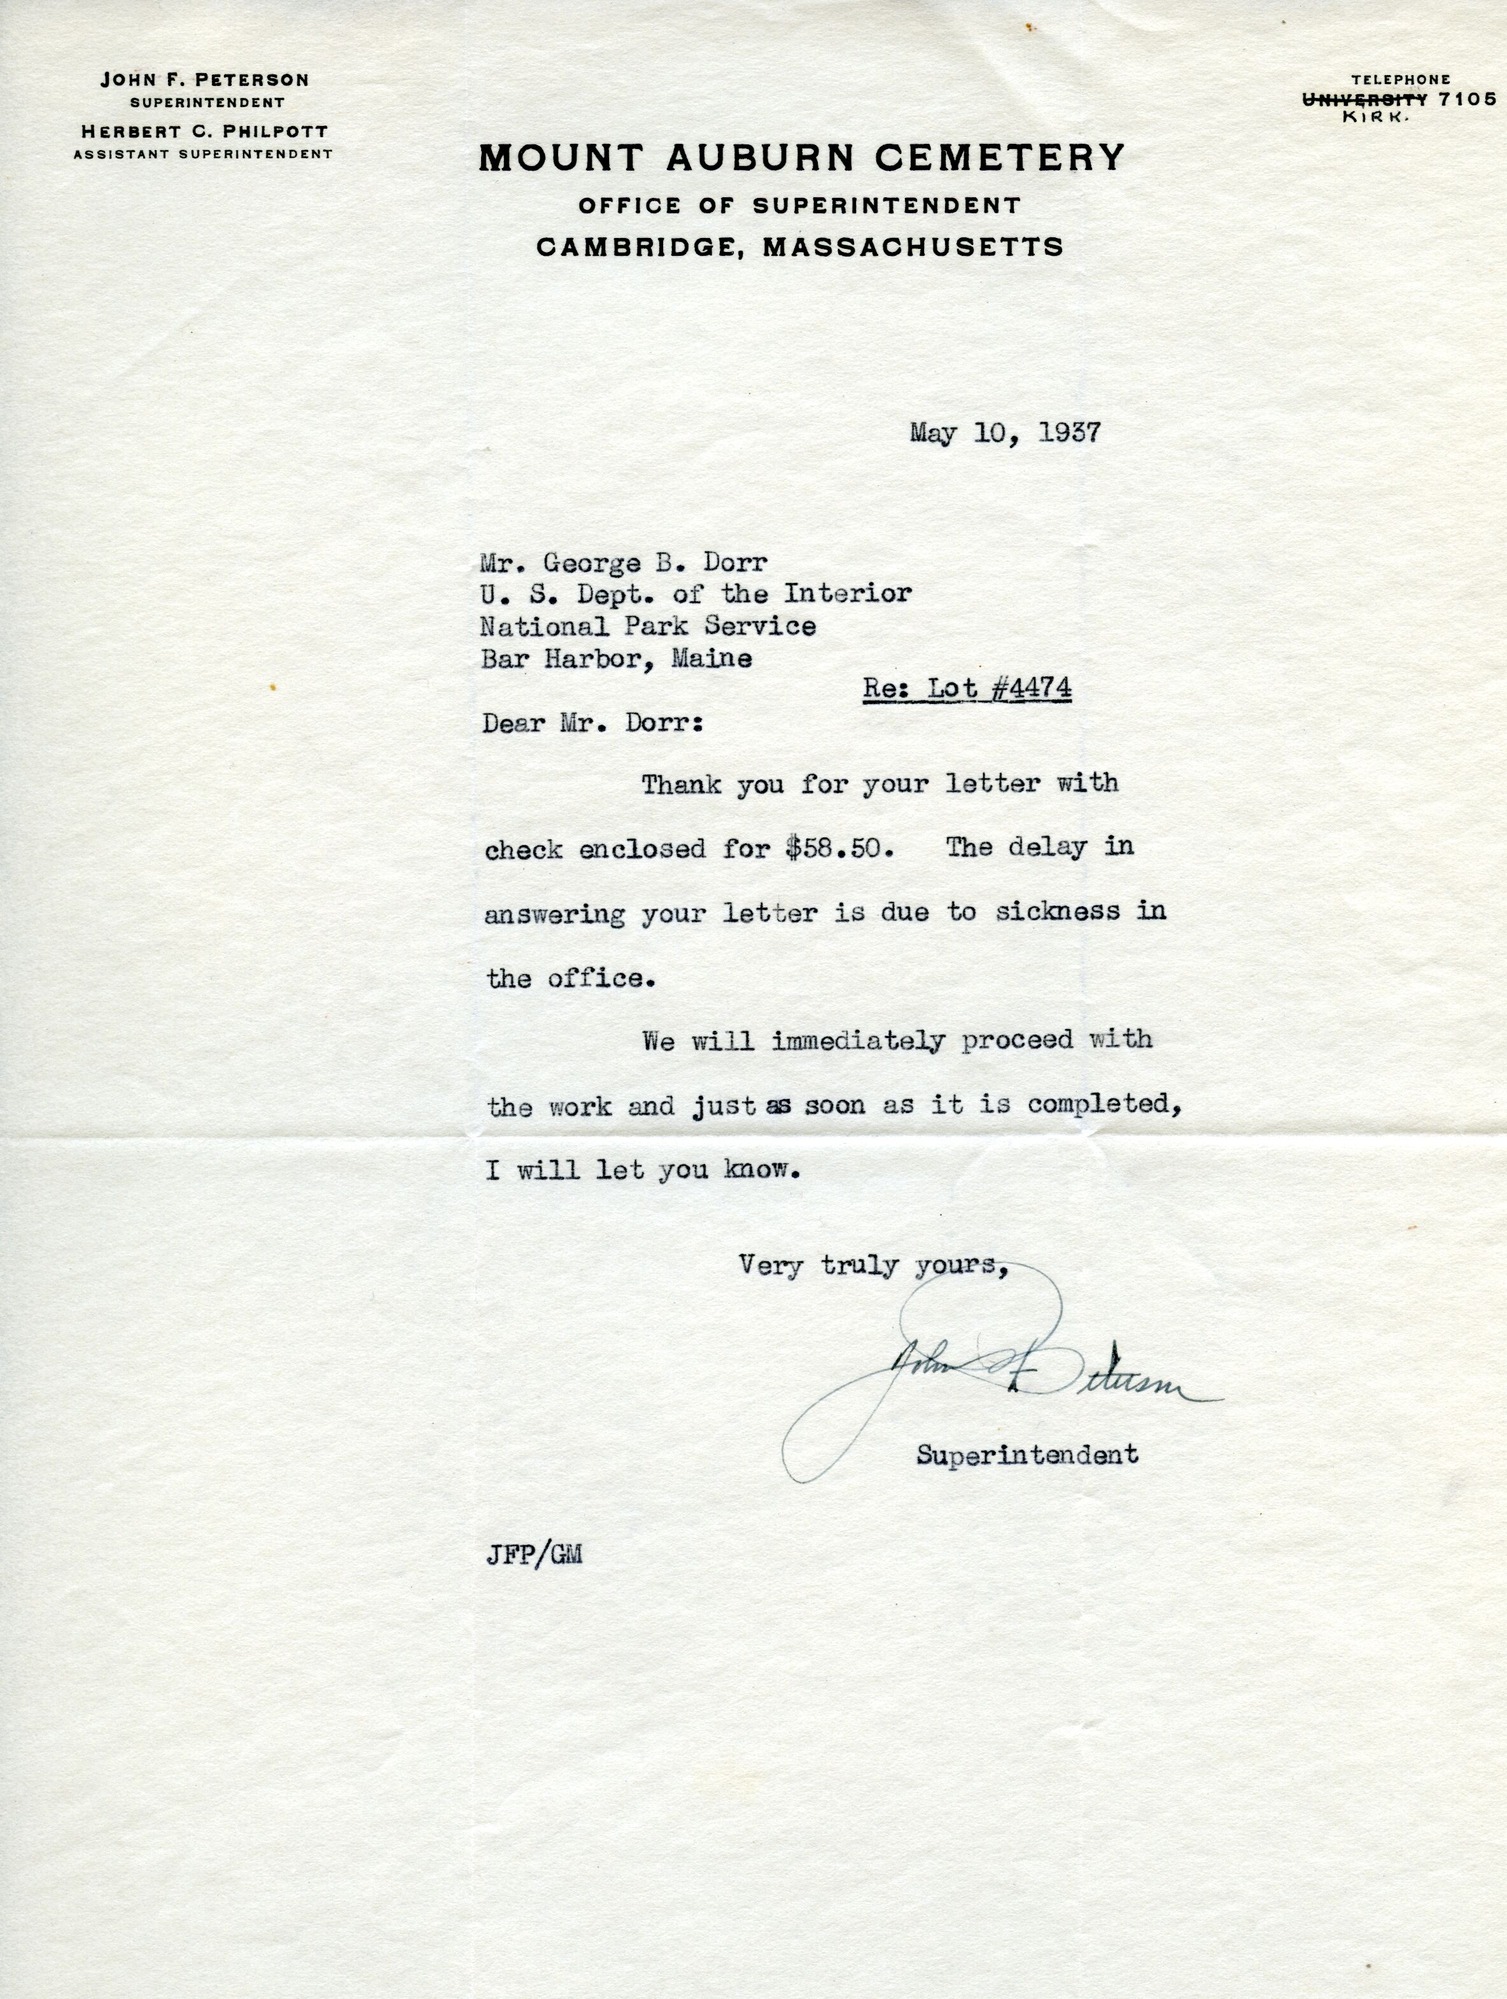 JOHN F. PETERSON
SUPERINTENDENT
HERBERT C. PHILPOTT
ASSISTANT SUPERINTENDENT
TELEPHONE
UNIVERSITY 7105
KIRK.
MOUNT AUBURN CEMETERY
OFFICE OF SUPERINTENDENT
CAMBRIDGE, MASSACHUSETTS
May 10, 1937
Mr. George B. Dorr
U. S. Dept. of the Interior
National Park Service
Bar Harbor, Maine
Re: Lot #4474
Dear Mr. Dorr:
Thank you for your letter with
check enclosed for $58.50. The delay in
answering your letter is due to sickness in
the office.
We will immediately proceed with
the work and just as soon as it is completed,
I will let you know.
Very truly yours,
John F. Peterson
Superintendent
JFP/GM